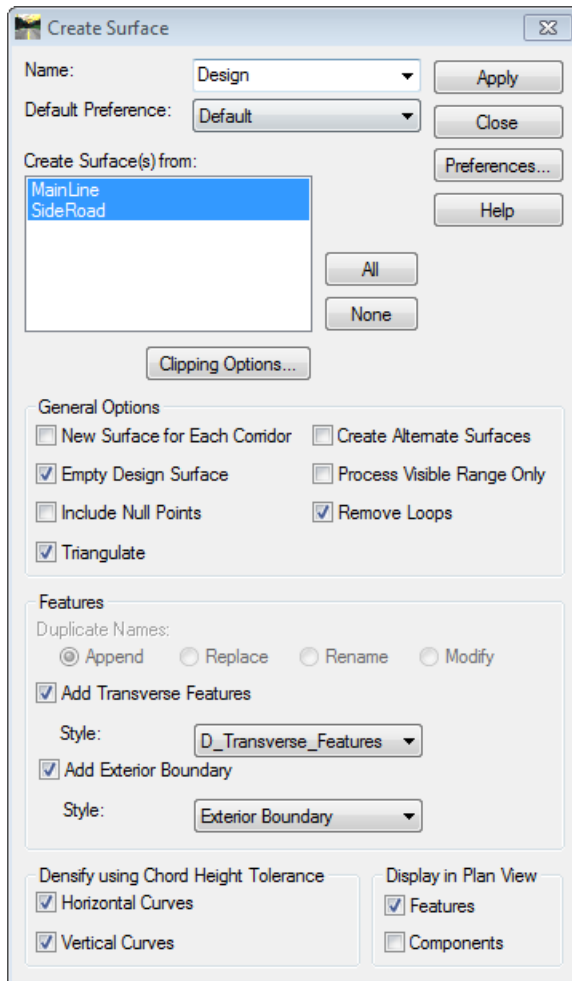 Create Surface
Name: Design Apply
Default Preference: Default Close
Create Surface(s) from: Preferences...
MainLine
SideRoad Help
All
None
Clipping Options...
General Options
New Surface for Each Corridor Create Alternate Surfaces
Empty Design Surface Process Visible Range Only
Include Null Points Remove Loops
Triangulate
Features
Duplicate Names:
Append Replace Rename Modify
Add Transverse Features
Style: D_Transverse_Features
Add Exterior Boundary
Style: Exterior Boundary
Densify using Chord Height Tolerance Display in Plan View
Horizontal Curves Features
Vertical Curves Components